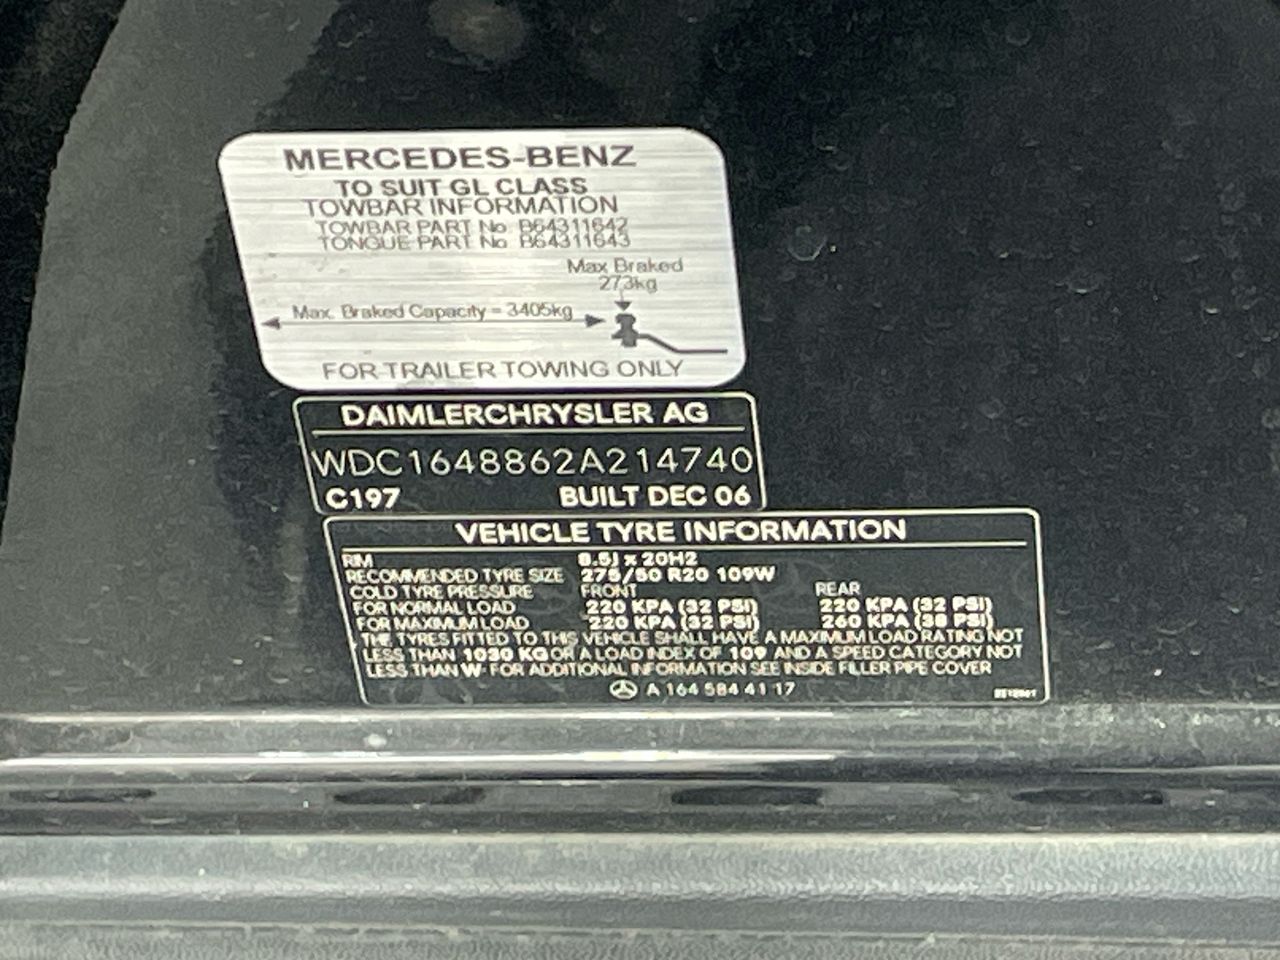 MERCEDES-BENZ
TO SUIT GL CLASS
TOWBAR INFORMATION
TOWBAR PART No B64311642
TONGUE PART No B64311643
Max Braked
273kg
Max. Braked Capacity = 3405kg
FOR TRAILER TOWING ONLY
DAIMLERCHRYSLER AG
WDC1648862A214740
C197 BUILT DEC 06
VEHICLE TYRE INFORMATION
RIM 8.5J x 20H2
RECOMMENDED TYRE SIZE 275/50 R20 109W
COLD TYRE PRESSURE FRONT REAR
FOR NORMAL LOAD 220 KPA (32 PSI) 220 KPA (32 PSI)
FOR MAXIMUM LOAD 220 KPA (32 PSI) 260 KPA (38 PSI)
THE TYRES FITTED TO THIS VEHICLE SHALL HAVE A MAXIMUM LOAD RATING NOT
LESS THAN 1030 KG OR A LOAD INDEX OF 109 AND A SPEED CATEGORY NOT
LESS THAN W. FOR ADDITIONAL INFORMATION SEE INSIDE FILLER PIPE COVER
A 164 584 41 17